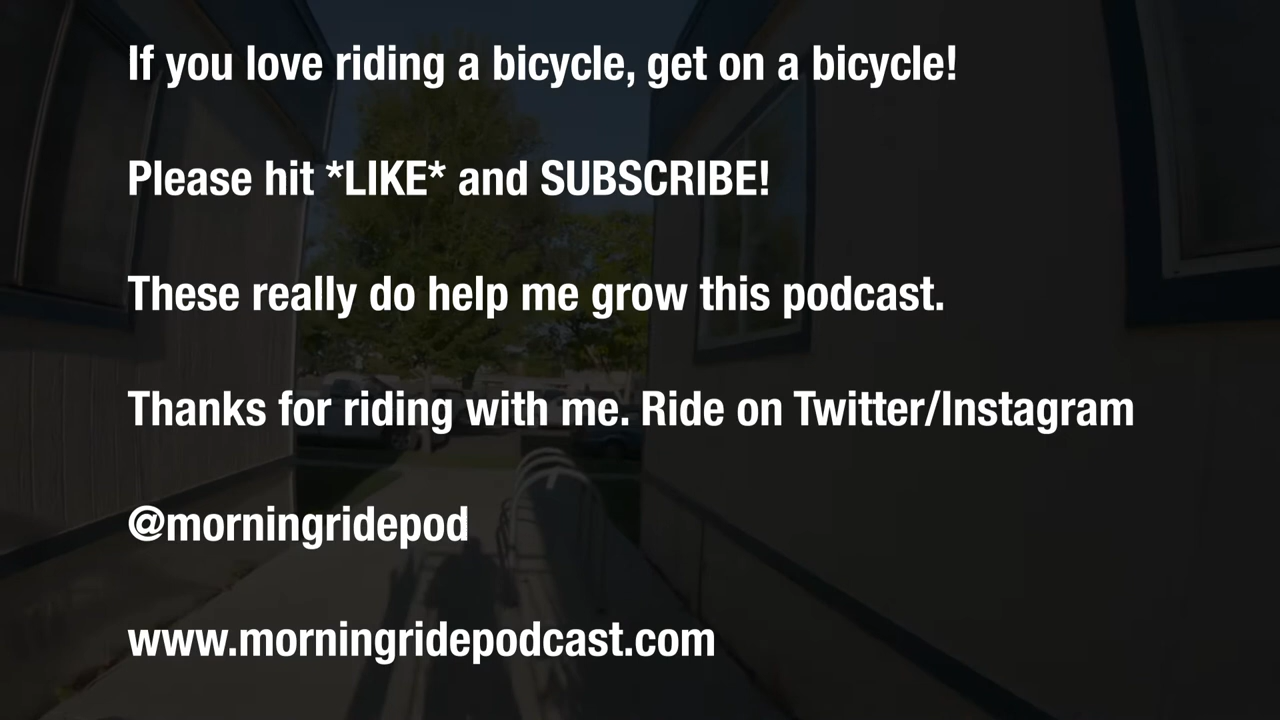 If you love riding a bicycle, get on a bicycle!
Please hit *LIKE* and SUBSCRIBE!
These really do help me grow this podcast.
Thanks for riding with me. Ride on Twitter/Instagram
@morningridepod
www.morningridepodcast.com